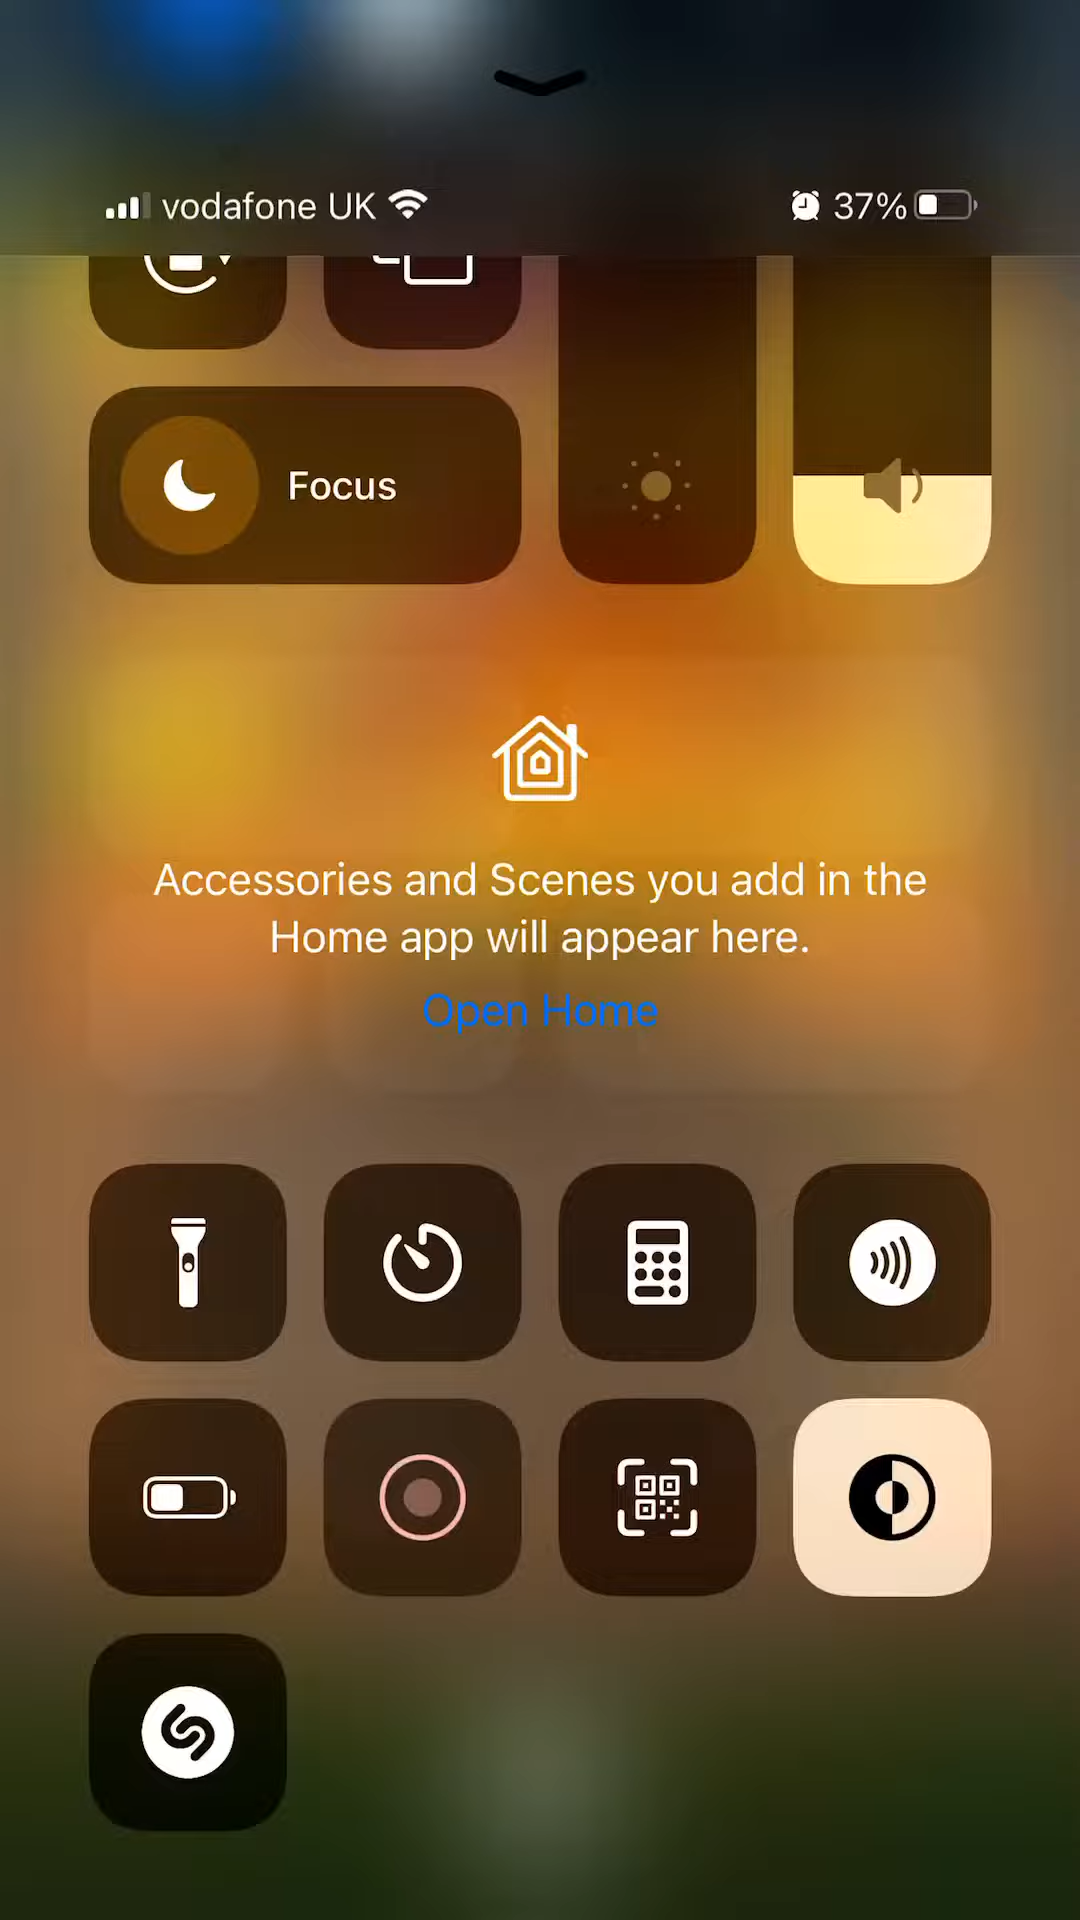 vodafone UK 37%
Focus
Accessories and Scenes you add in the
Home app will appear here.
Open Home